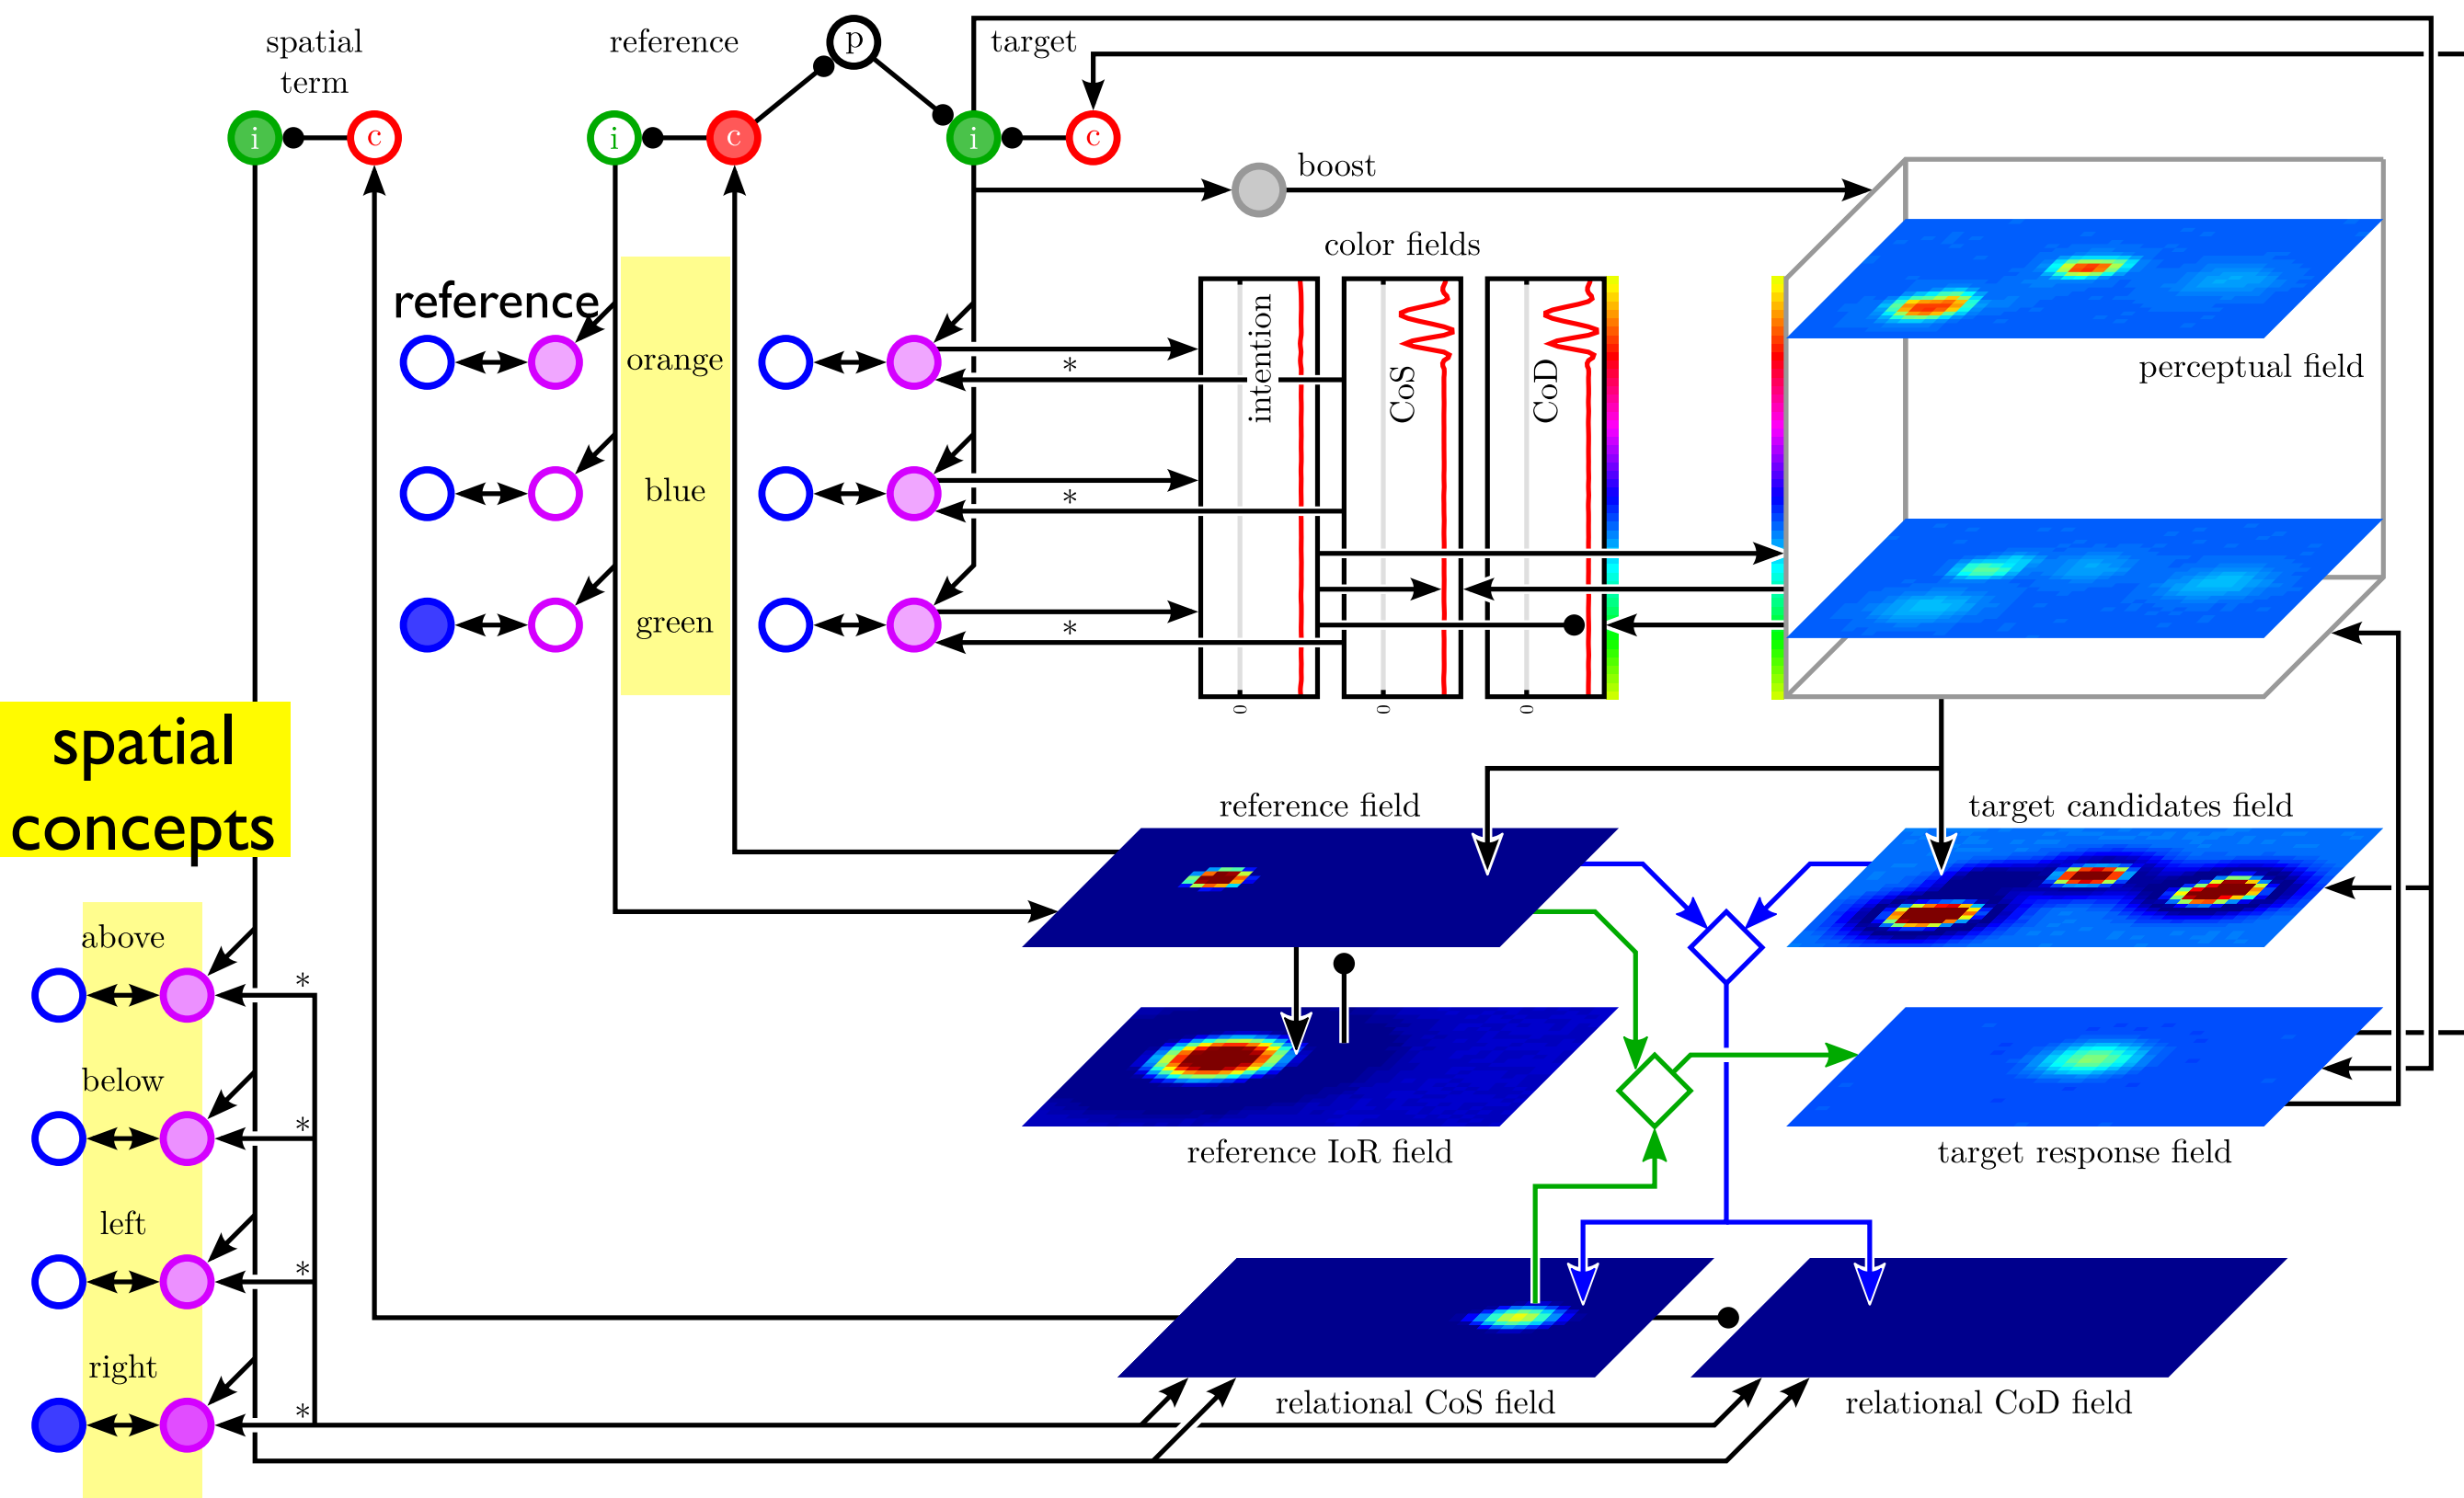 spatial
term
reference
p
target
i
c
i
c
i
c
boost
color fields
reference
orange
blue
green
*
*
*
intention
CoS
CoD
0
0
0
perceptual field
spatial
concepts
reference field
target candidates field
above
*
below
*
left
*
right
*
reference IoR field
target response field
relational CoS field
relational CoD field